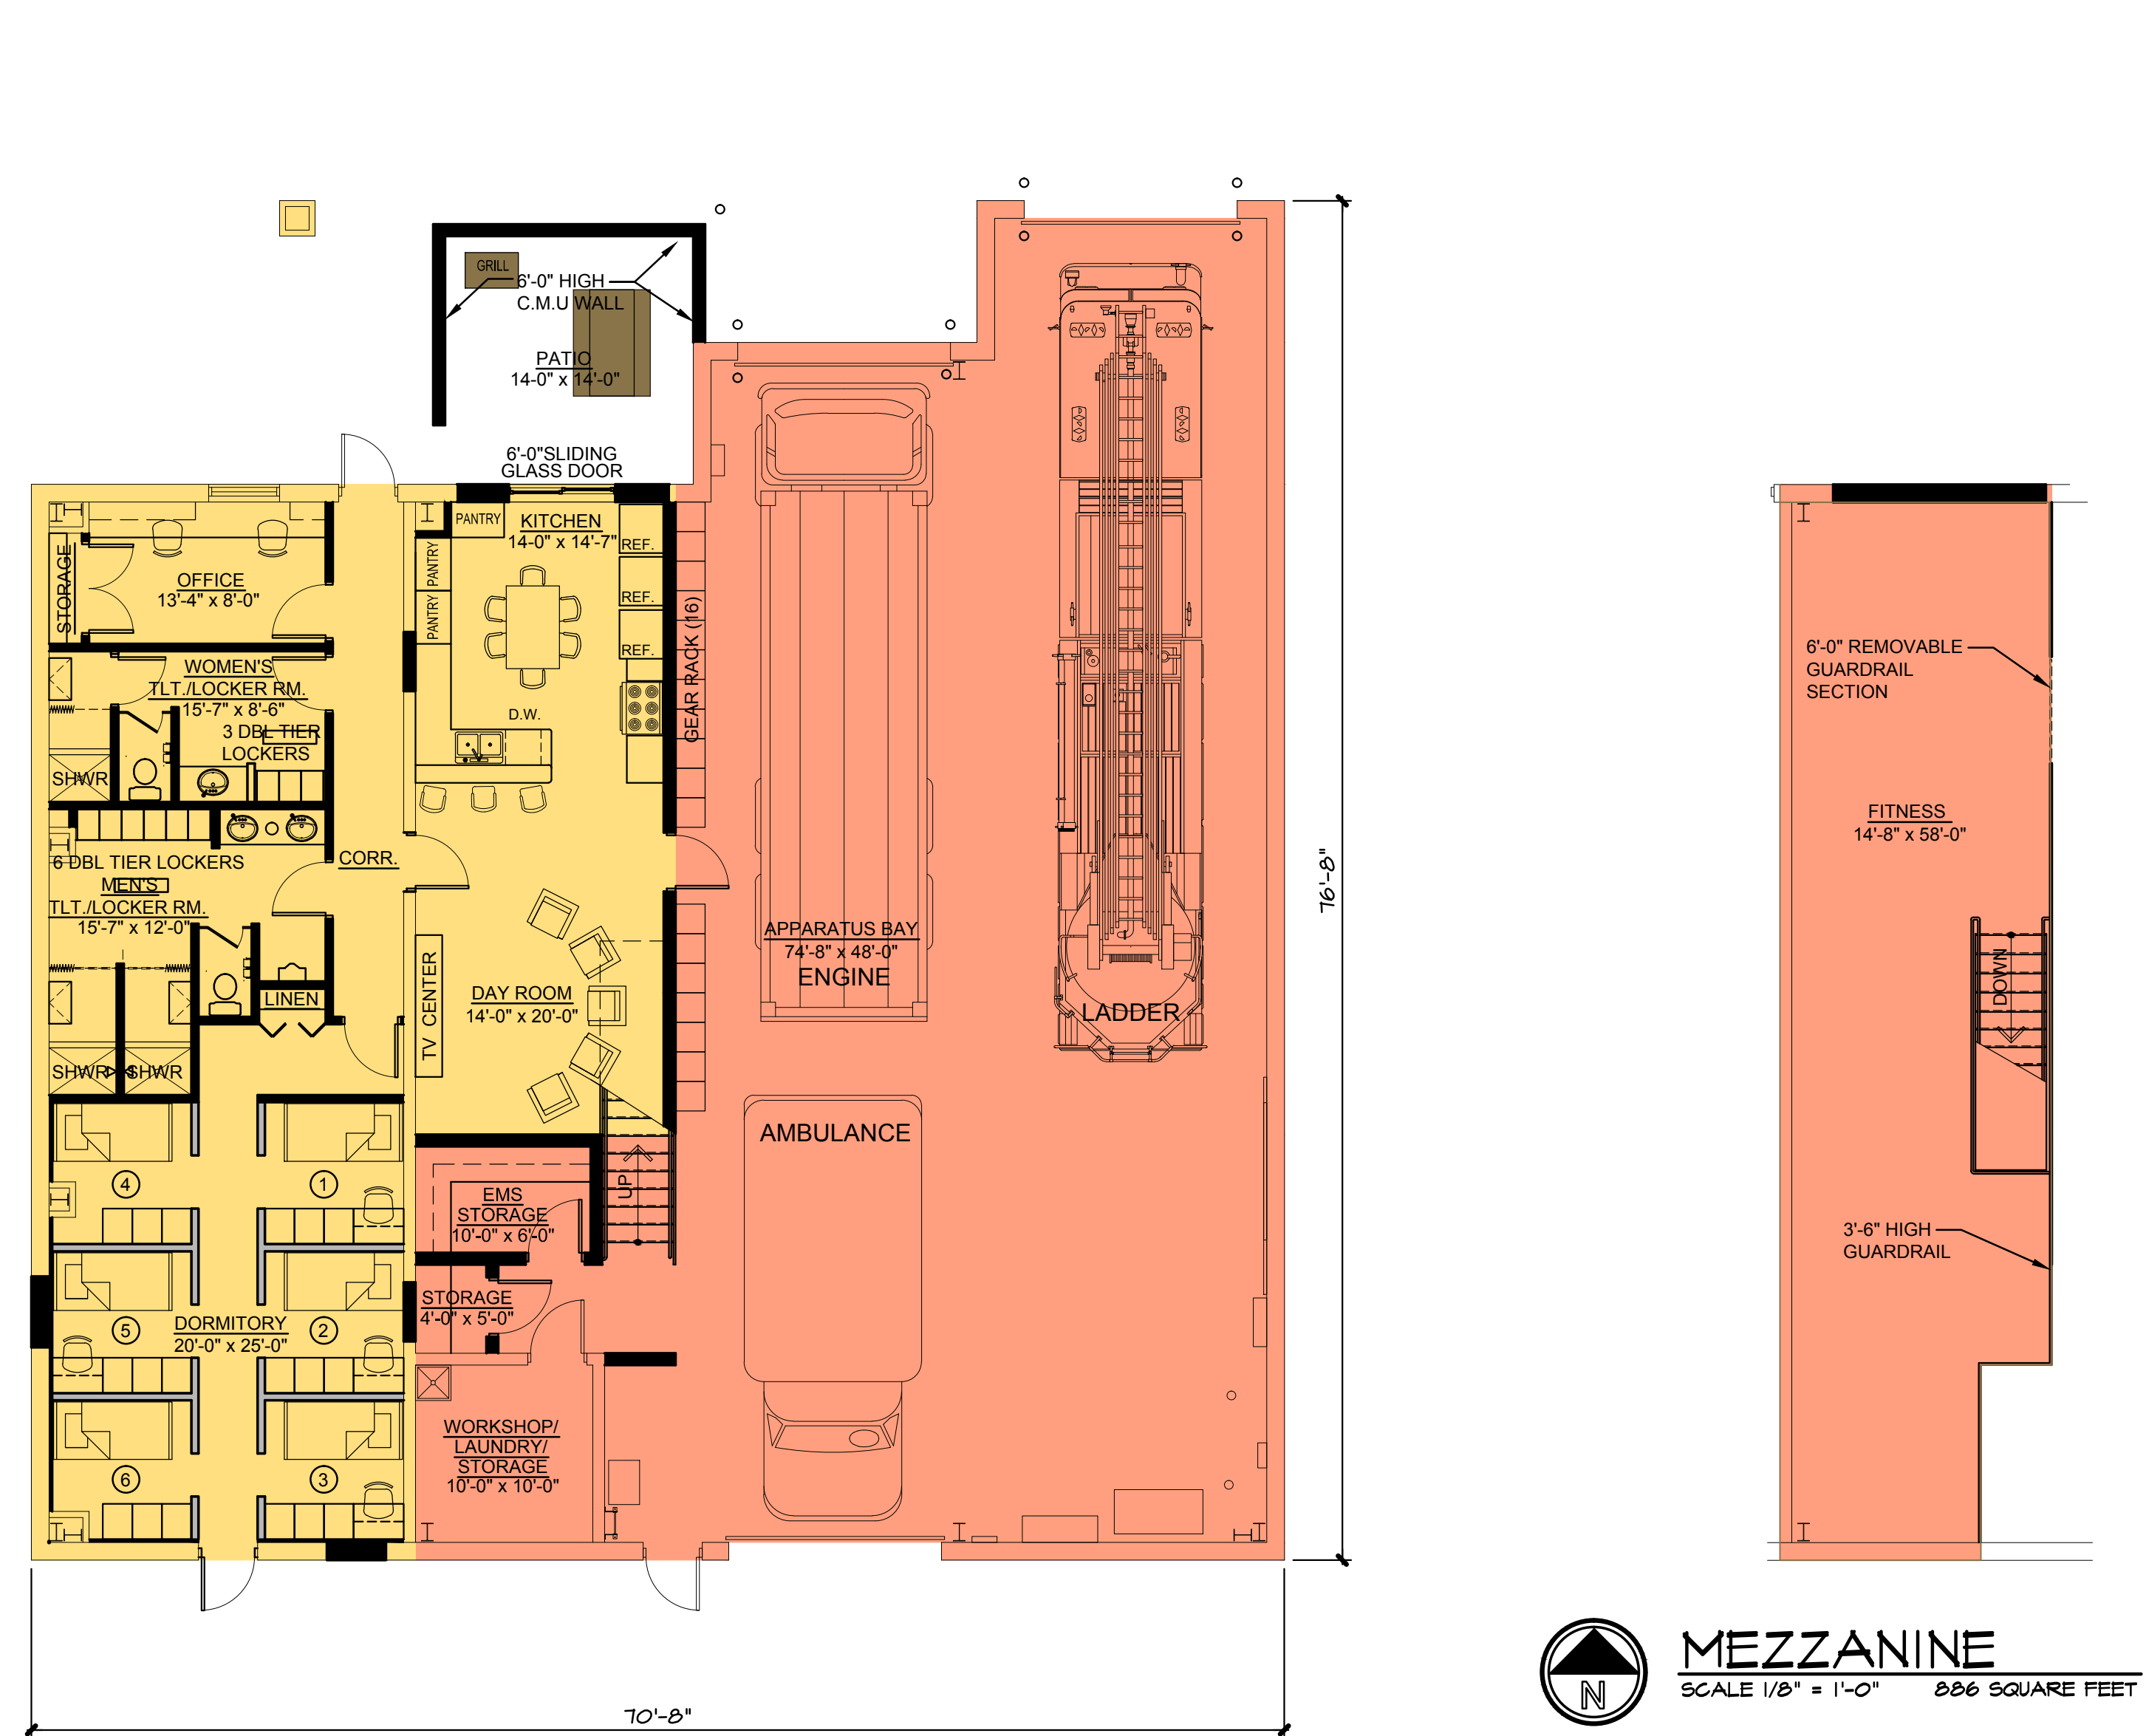 GRILL
6'-0" HIGH
C.M.U WALL
PATIO
14-0" x 14'-0"
6'-0"SLIDING
GLASS DOOR
STORAGE
OFFICE
13'-4" x 8'-0"
PANTRY
PANTRY
PANTRY
KITCHEN
14-0" x 14'-7"
REF.
REF.
REF.
D.W.
WOMEN'S
TLT./LOCKER RM.
15'-7" x 8'-6"
3 DBL TIER
LOCKERS
SHWR
6 DBL TIER LOCKERS
MEN'S
TLT./LOCKER RM.
15'-7" x 12'-0"
CORR.
LINEN
SHWR
SHWR
TV CENTER
DAY ROOM
14'-0" x 20'-0"
GEAR RACK (16)
APPARATUS BAY
74'-8" x 48'-0"
ENGINE
LADDER
AMBULANCE
UP
EMS
STORAGE
10'-0" x 6'-0"
STORAGE
4'-0" x 5'-0"
WORKSHOP/
LAUNDRY/
STORAGE
10'-0" x 10'-0"
4
1
5
2
DORMITORY
20'-0" x 25'-0"
6
3
76'-8"
70'-8"
6'-0" REMOVABLE
GUARDRAIL
SECTION
FITNESS
14'-8" x 58'-0"
DOWN
3'-6" HIGH
GUARDRAIL
N
MEZZANINE
SCALE 1/8" = 1'-0" 886 SQUARE FEET